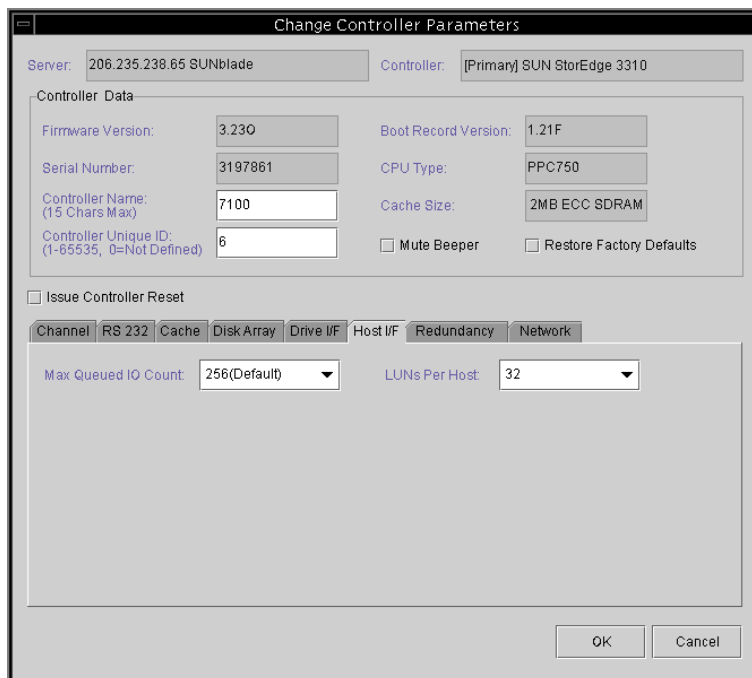 Change Controller Parameters
Server: 206.235.238.65 SUNblade Controller: [Primary] SUN StorEdge 3310
Controller Data
Firmware Version: 3.23O Boot Record Version: 1.21F
Serial Number: 3197861 CPU Type: PPC750
Controller Name:
(15 Chars Max) 7100 Cache Size: 2MB ECC SDRAM
Controller Unique ID:
(1-65535, 0=Not Defined) 6 Mute Beeper Restore Factory Defaults
Issue Controller Reset
Channel RS 232 Cache Disk Array Drive I/F Host I/F Redundancy Network
Max Queued IO Count: 256(Default) LUNs Per Host: 32
OK Cancel